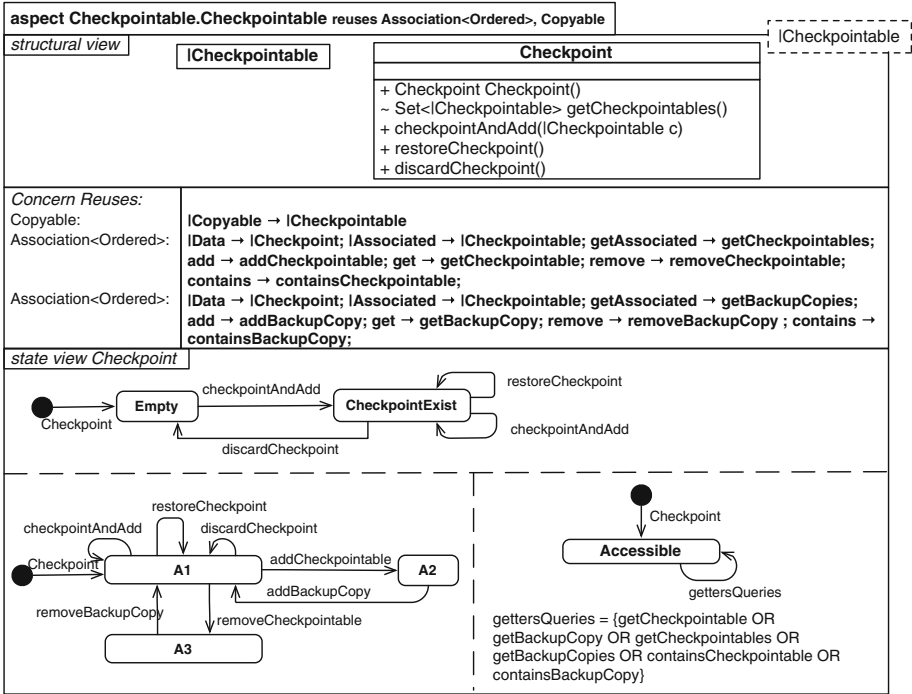 aspect Checkpointable.Checkpointable reuses Association<Ordered>, Copyable
structural view
|Checkpointable
|Checkpointable
Checkpoint
+ Checkpoint Checkpoint()
~ Set<|Checkpointable> getCheckpointables()
+ checkpointAndAdd(|Checkpointable c)
+ restoreCheckpoint()
+ discardCheckpoint()
Concern Reuses:
Copyable: |Copyable → |Checkpointable
Association<Ordered>: |Data → |Checkpoint; |Associated → |Checkpointable; getAssociated → getCheckpointables;
add → addCheckpointable; get → getCheckpointable; remove → removeCheckpointable;
contains → containsCheckpointable;
Association<Ordered>: |Data → |Checkpoint; |Associated → |Checkpointable; getAssociated → getBackupCopies;
add → addBackupCopy; get → getBackupCopy; remove → removeBackupCopy ; contains →
containsBackupCopy;
state view Checkpoint
Checkpoint
Empty
checkpointAndAdd
CheckpointExist
restoreCheckpoint
checkpointAndAdd
discardCheckpoint
restoreCheckpoint
checkpointAndAdd
discardCheckpoint
Checkpoint
A1
addCheckpointable
A2
addBackupCopy
removeBackupCopy
removeCheckpointable
A3
Checkpoint
Accessible
gettersQueries
gettersQueries = {getCheckpointable OR
getBackupCopy OR getCheckpointables OR
getBackupCopies OR containsCheckpointable OR
containsBackupCopy}